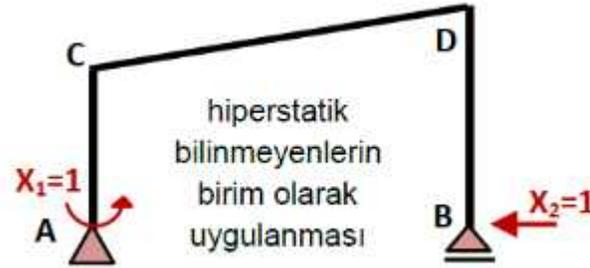 C
D
hiperstatik
bilinmeyenlerin
birim olarak
uygulanması
X₁=1
A
B
X₂=1